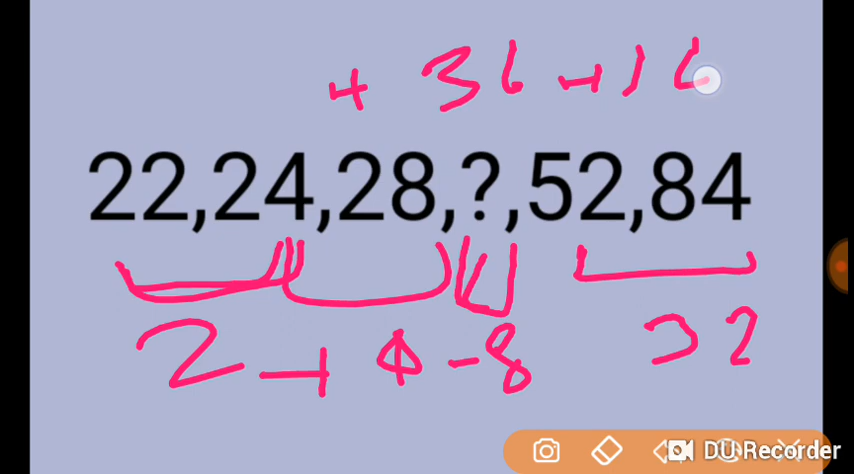 + 36 + 16
22,24,28,?,52,84
2 + 4 - 8 32
DU Recorder